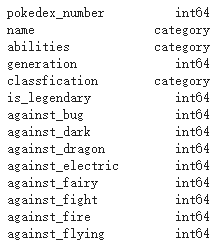 pokedex_number int64
name category
abilities category
generation int64
classfication category
is_legendary int64
against_bug int64
against_dark int64
against_dragon int64
against_electric int64
against_fairy int64
against_fight int64
against_fire int64
against_flying int64